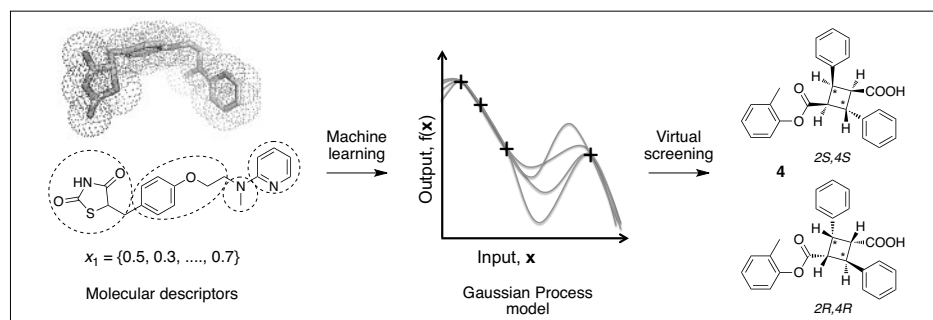 O
HN
O
S
O
N
N
x1 = {0.5, 0.3, ...., 0.7}
Molecular descriptors
Machine
learning
Output, f(x)
Input, x
Gaussian Process
model
Virtual
screening
H
H
O
COOH
*
*
O
H
H
4
2S,4S
H
H
O
COOH
*
*
O
H
H
2R,4R